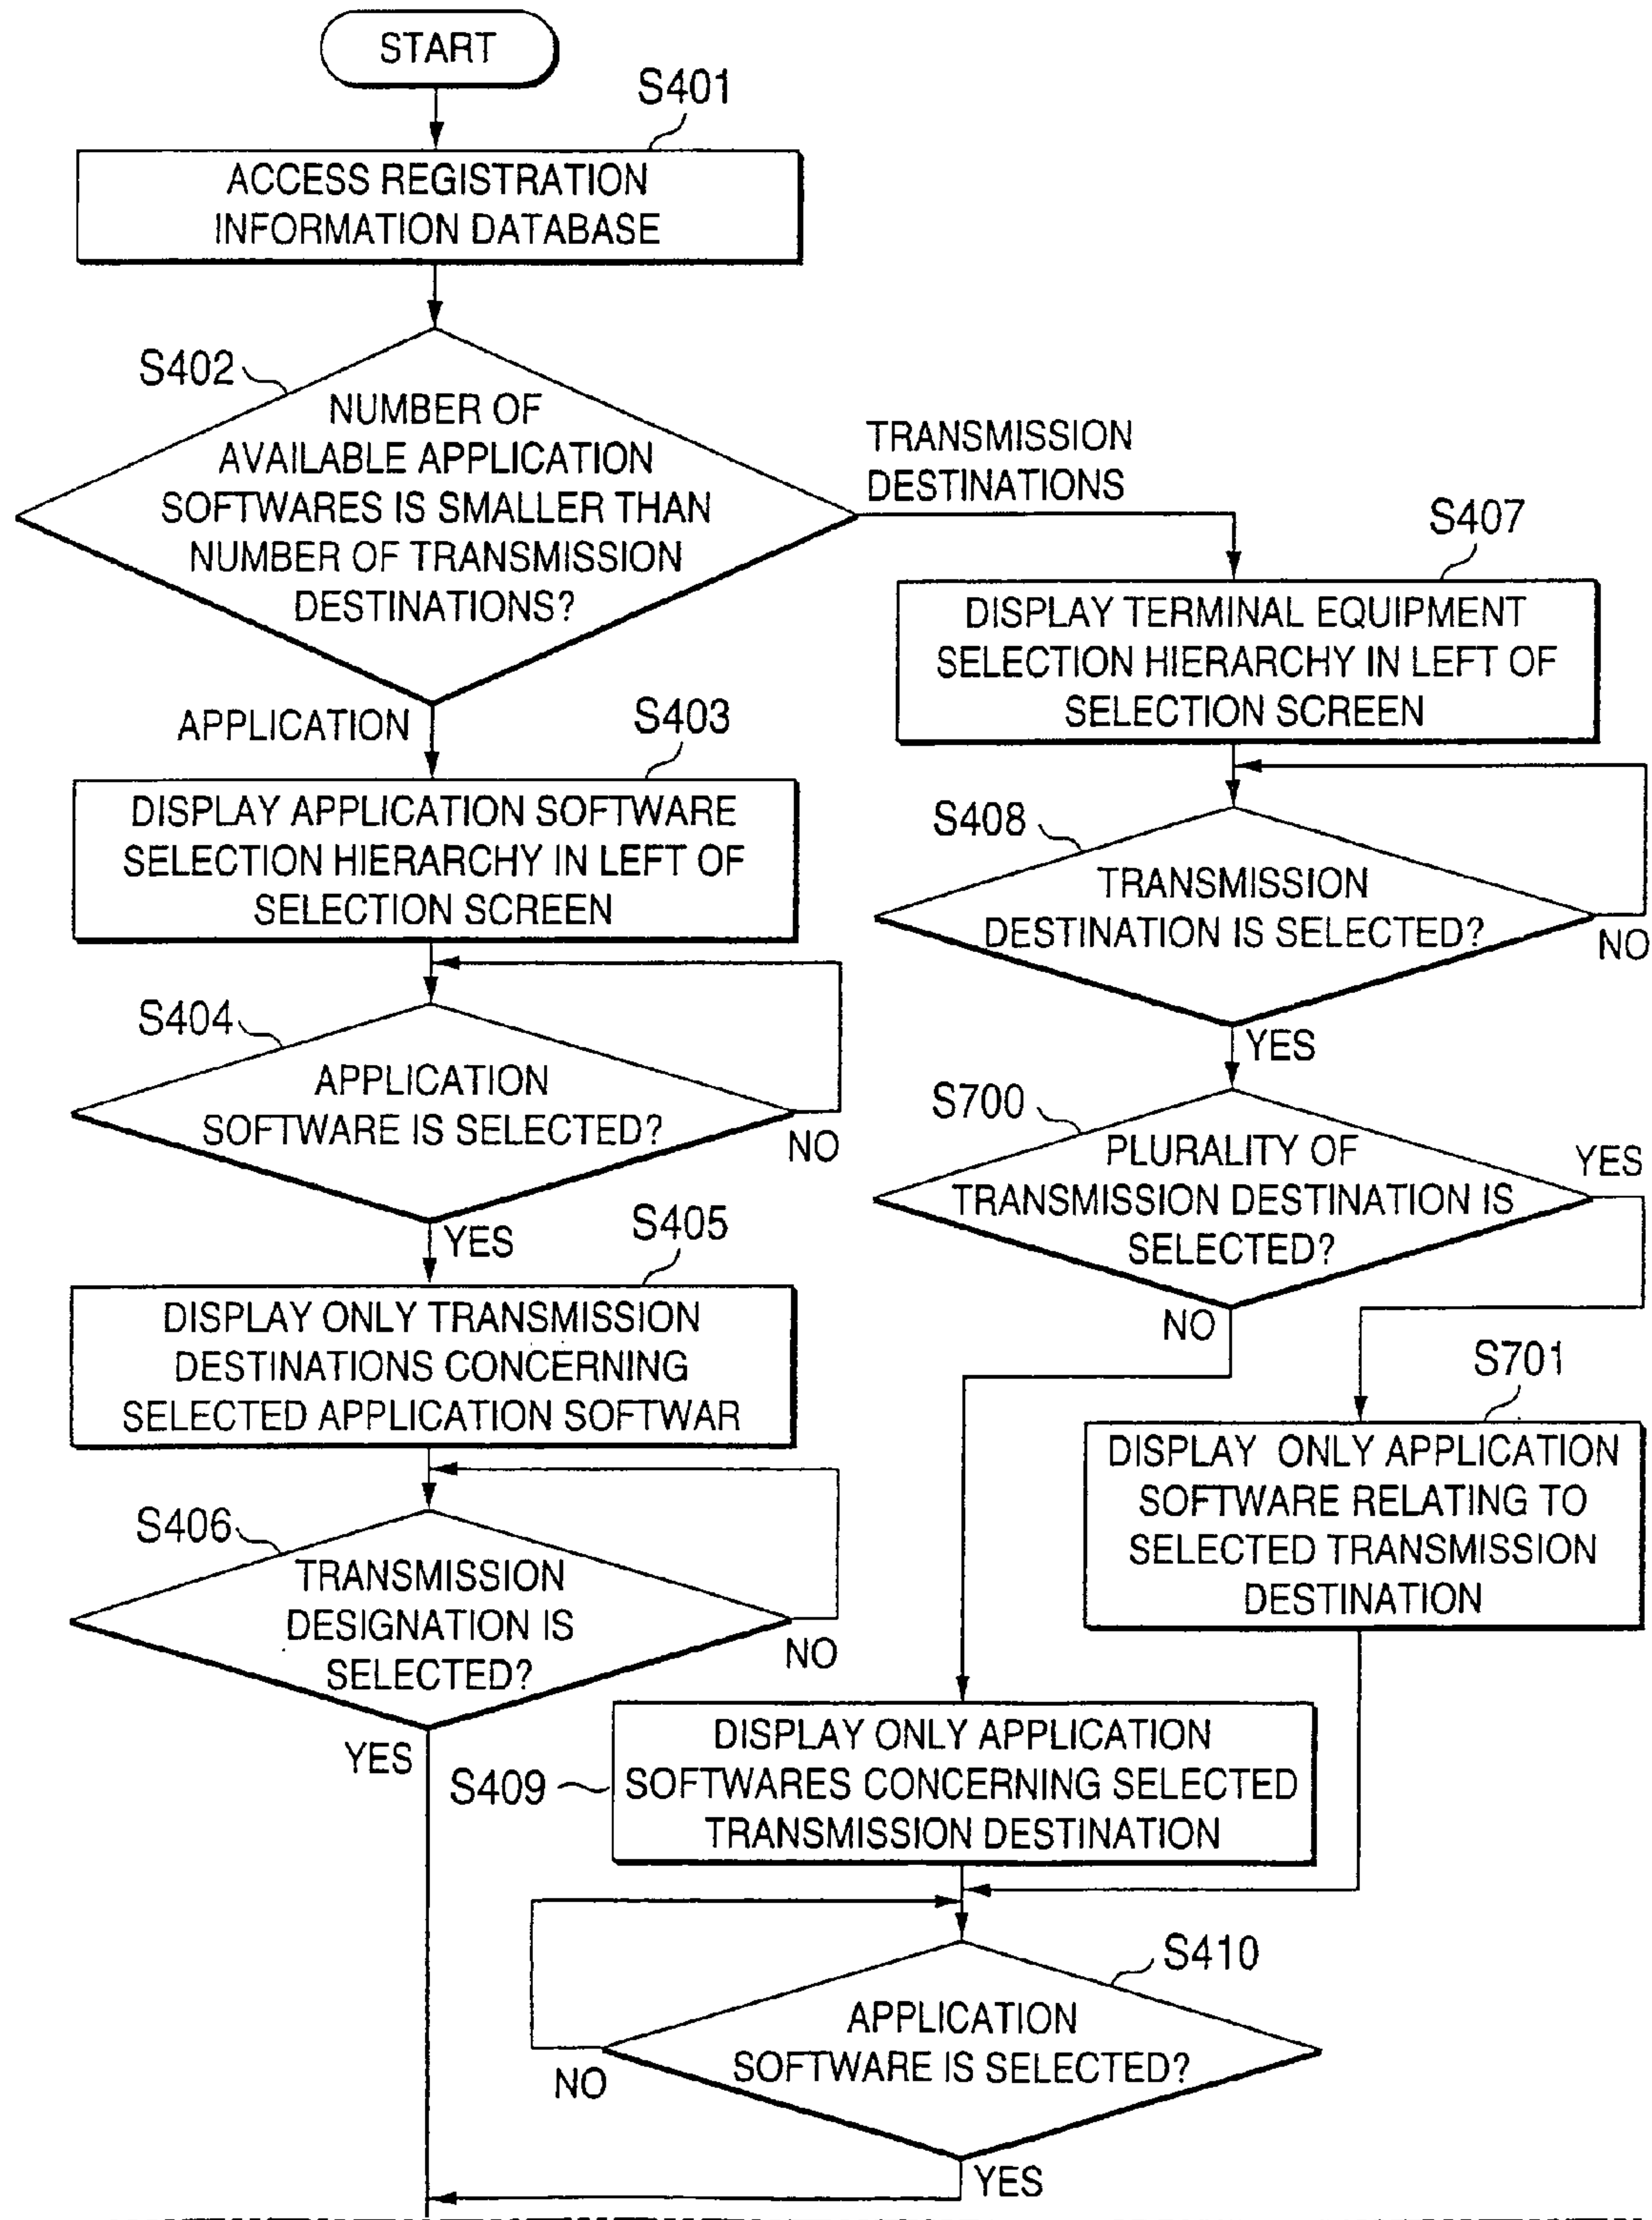 START
S401
ACCESS REGISTRATION
INFORMATION DATABASE
S402
NUMBER OF
AVAILABLE APPLICATION
SOFTWARES IS SMALLER THAN
NUMBER OF TRANSMISSION
DESTINATIONS?
TRANSMISSION
DESTINATIONS
APPLICATION
S403
DISPLAY APPLICATION SOFTWARE
SELECTION HIERARCHY IN LEFT OF
SELECTION SCREEN
S404
APPLICATION
SOFTWARE IS SELECTED?
NO
YES
S405
DISPLAY ONLY TRANSMISSION
DESTINATIONS CONCERNING
SELECTED APPLICATION SOFTWAR
S406
TRANSMISSION
DESIGNATION IS
SELECTED?
NO
YES
S407
DISPLAY TERMINAL EQUIPMENT
SELECTION HIERARCHY IN LEFT OF
SELECTION SCREEN
S408
TRANSMISSION
DESTINATION IS SELECTED?
NO
YES
S700
PLURALITY OF
TRANSMISSION DESTINATION IS
SELECTED?
YES
NO
S701
DISPLAY ONLY APPLICATION
SOFTWARE RELATING TO
SELECTED TRANSMISSION
DESTINATION
S409
DISPLAY ONLY APPLICATION
SOFTWARES CONCERNING SELECTED
TRANSMISSION DESTINATION
S410
APPLICATION
SOFTWARE IS SELECTED?
NO
YES